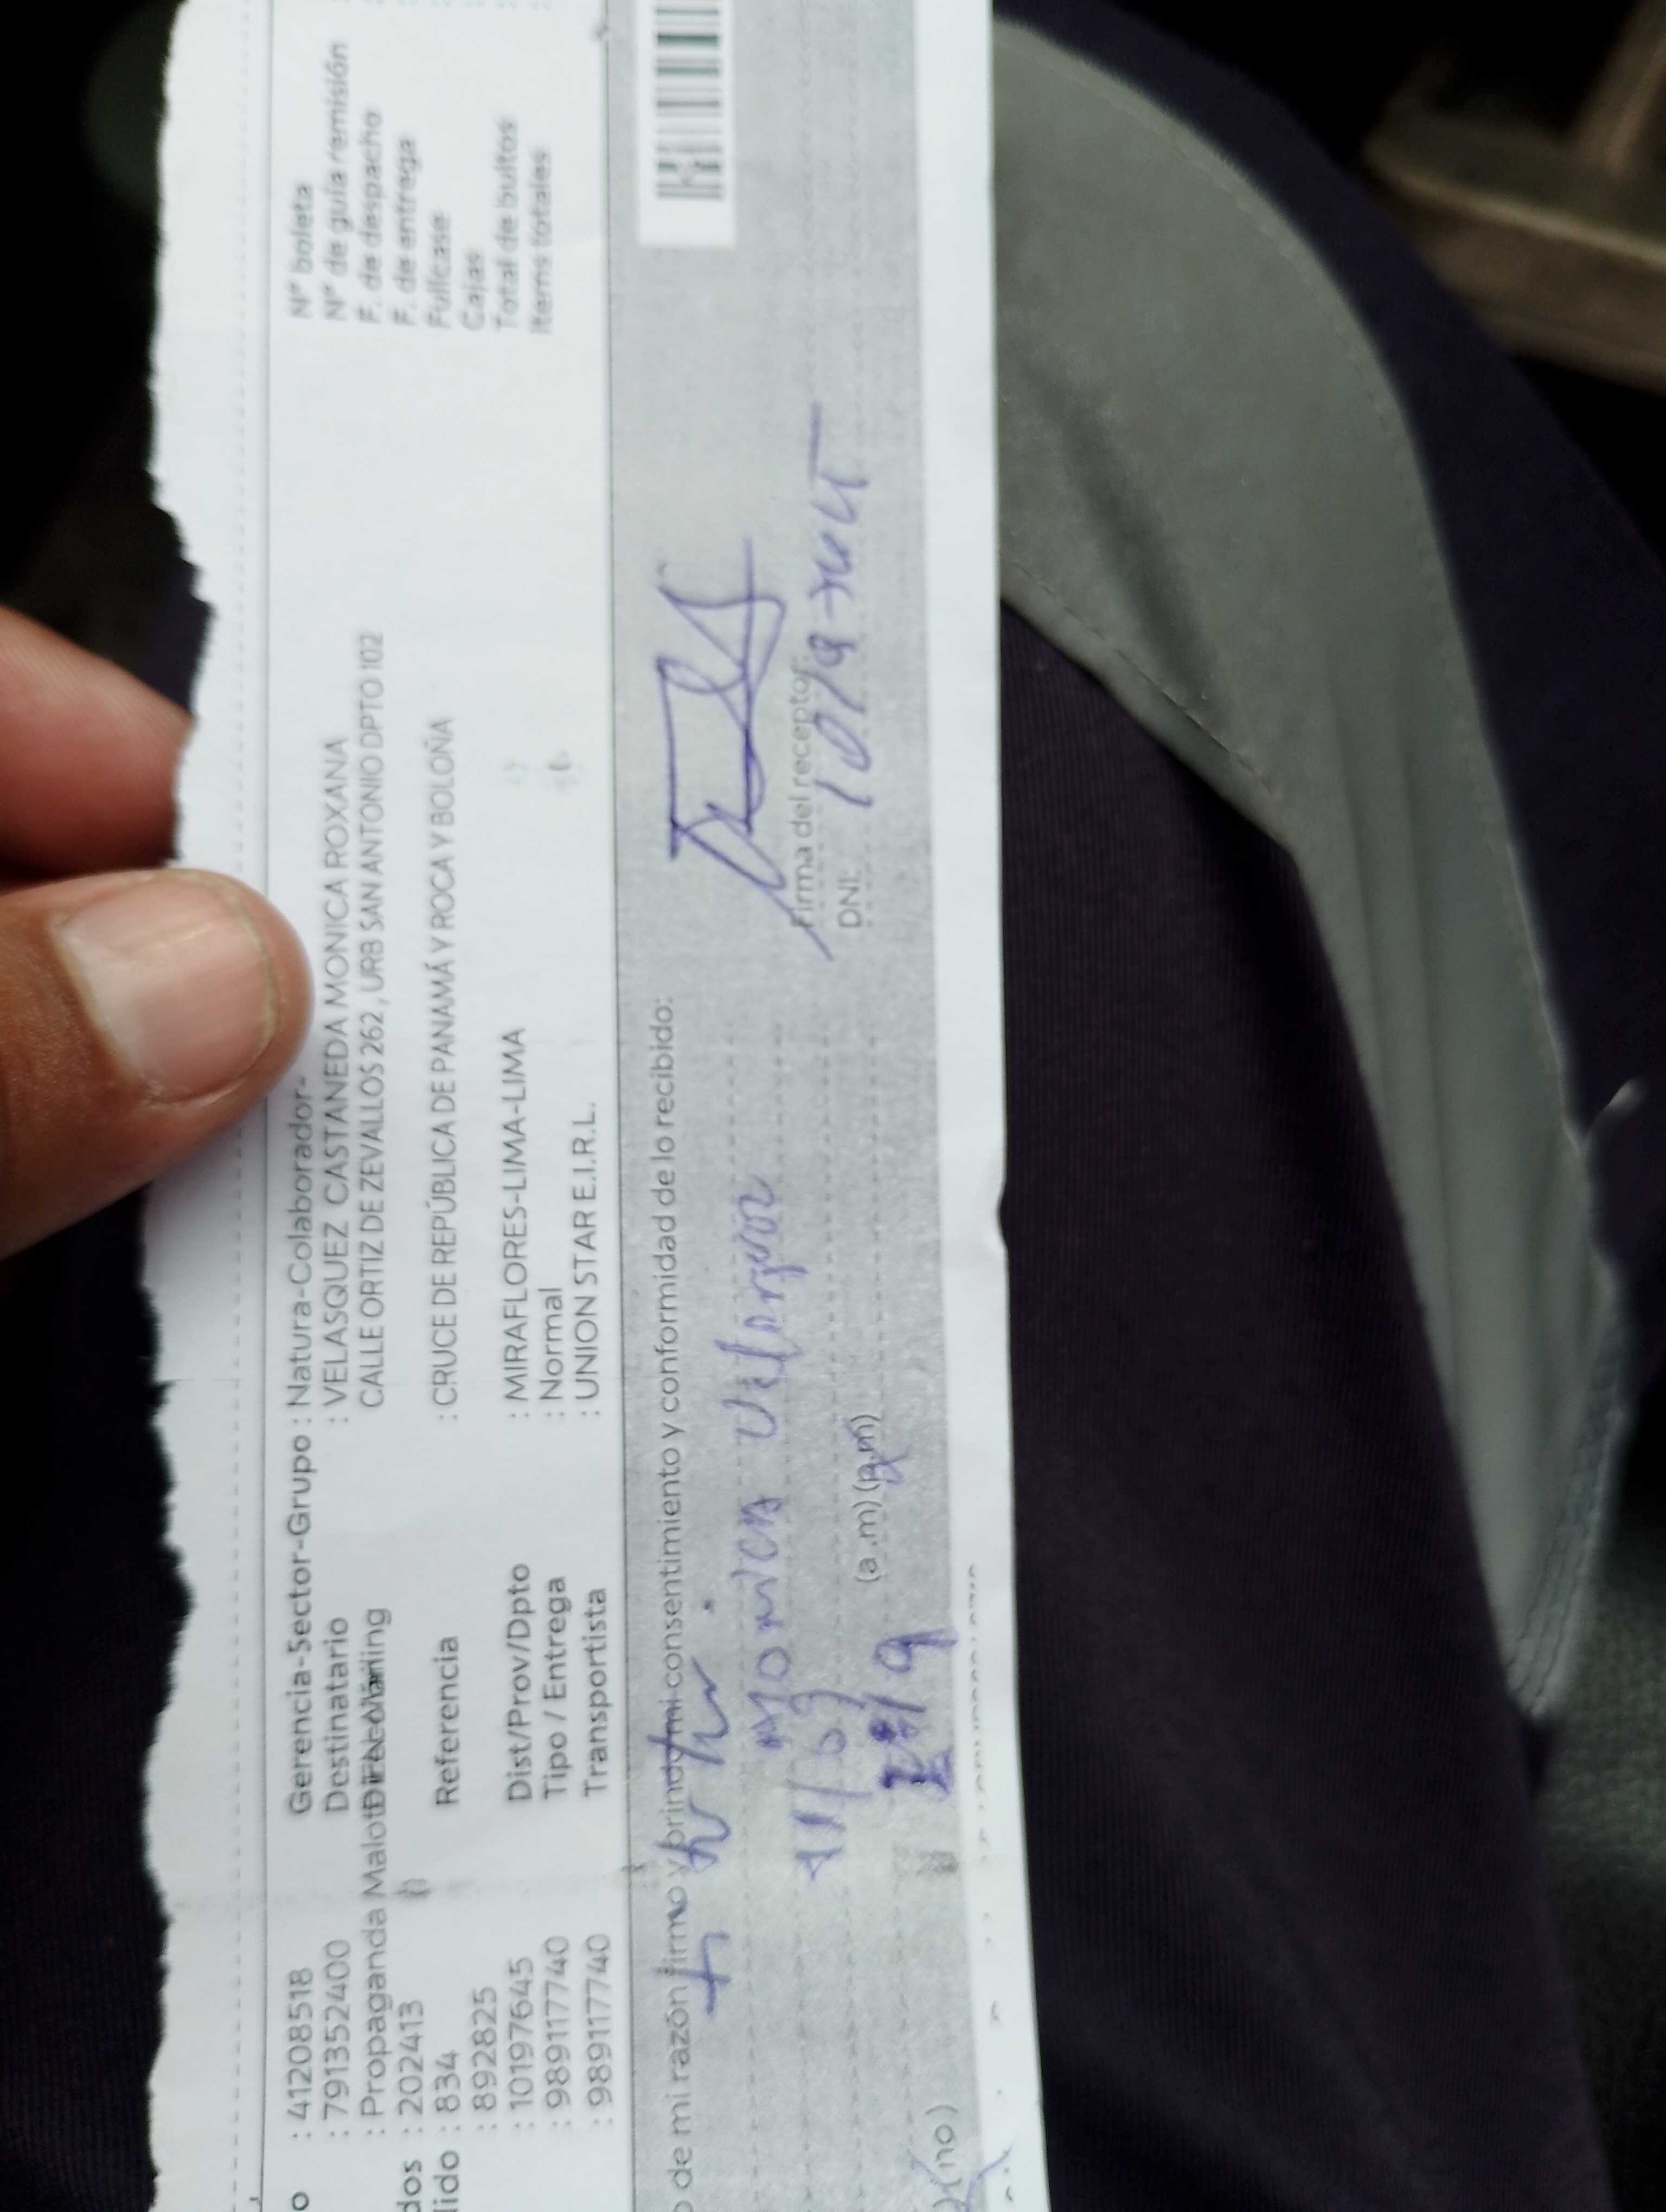 o : 41208518 Gerencia-Sector-Grupo : Natura-Colaborador- N° boleta :
: 791352400 Destinatario : VELASQUEZ CASTANEDA MONICA ROXANA N° de guía remisión :
: Propaganda Malot CALLE ORTIZ DE ZEVALLOS 262, URB SAN ANTONIO DPTO 102 F. de despacho :
dos : 202413 F. de entrega :
lido : 834 Referencia : CRUCE DE REPÚBLICA DE PANAMÁ Y ROCA Y BOLOÑA Fullcase
: 892825 Cajas :
: 10197645 Dist/Prov/Dpto : MIRAFLORES-LIMA-LIMA Total de bultos :
: 989117740 Tipo / Entrega : Normal Items totales :
: 989117740 Transportista : UNION STAR E.I.R.L.
o de mi razón firmo y brindo mi consentimiento y conformidad de lo recibido:
Monica
Firma del receptor:
11/03
DNI:
(a.m) (p.m)
(no)